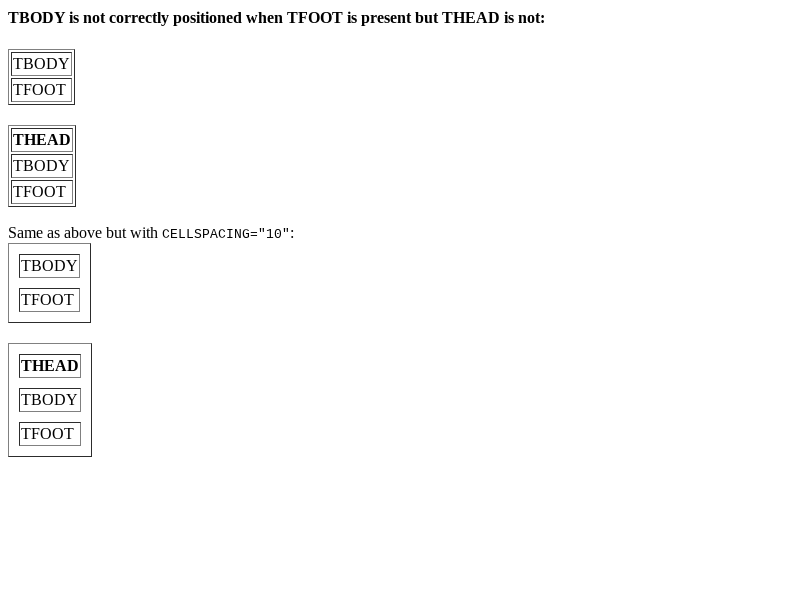 TBODY is not correctly positioned when TFOOT is present but THEAD is not:
TBODY
TFOOT
THEAD
TBODY
TFOOT
Same as above but with CELLSPACING="10":
TBODY
TFOOT
THEAD
TBODY
TFOOT